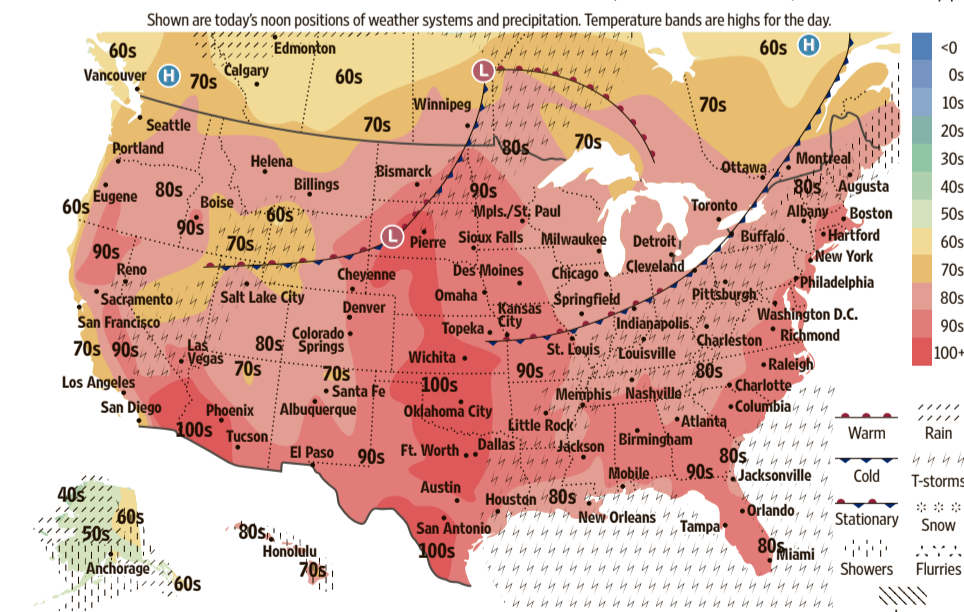 Shown are today's noon positions of weather systems and precipitation. Temperature bands are highs for the day.
60s
Edmonton
60s
H
<0
Vancouver
H
70s
Calgary
60s
L
0s
10s
Winnipeg
70s
Seattle
70s
20s
Portland
80s
70s
30s
Helena
Bismarck
Ottawa
Montreal
40s
Eugene
80s
Billings
90s
80s
Augusta
60s
Boise
60s
Mpls./St. Paul
Toronto
Albany
Boston
50s
90s
70s
L
Pierre
Sioux Falls
Milwaukee
Detroit
Buffalo
Hartford
60s
90s
New York
Reno
Cheyenne
Des Moines
Chicago
Cleveland
70s
Sacramento
Salt Lake City
Omaha
Springfield
Pittsburgh
Philadelphia
80s
San Francisco
Denver
Kansas
City
Indianapolis
Washington D.C.
90s
Colorado
Springs
Topeka
Richmond
70s
90s
Las
Vegas
80s
Wichita
St. Louis
Louisville
Charleston
100+
Los Angeles
70s
70s
Santa Fe
100s
90s
80s
Raleigh
San Diego
Phoenix
Albuquerque
Oklahoma City
Memphis
Nashville
Charlotte
Columbia
100s
Tucson
Little Rock
Atlanta
Warm
Rain
El Paso
90s
Ft. Worth
Dallas
Jackson
Birmingham
80s
Mobile
90s
Jacksonville
Cold
T-storms
40s
Austin
Houston
80s
60s
New Orleans
Orlando
Stationary
Snow
50s
80s
San Antonio
Tampa
Honolulu
100s
80s
Miami
Anchorage
70s
Showers
Flurries
60s